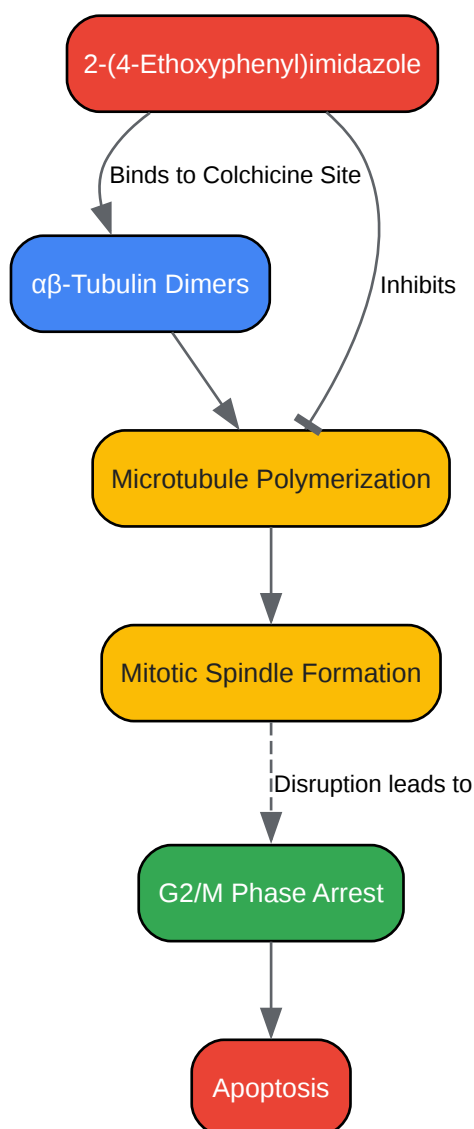 2-(4-Ethoxyphenyl)imidazole
Binds to Colchicine Site
αβ-Tubulin Dimers
Inhibits
Microtubule Polymerization
Mitotic Spindle Formation
Disruption leads to
G2/M Phase Arrest
Apoptosis